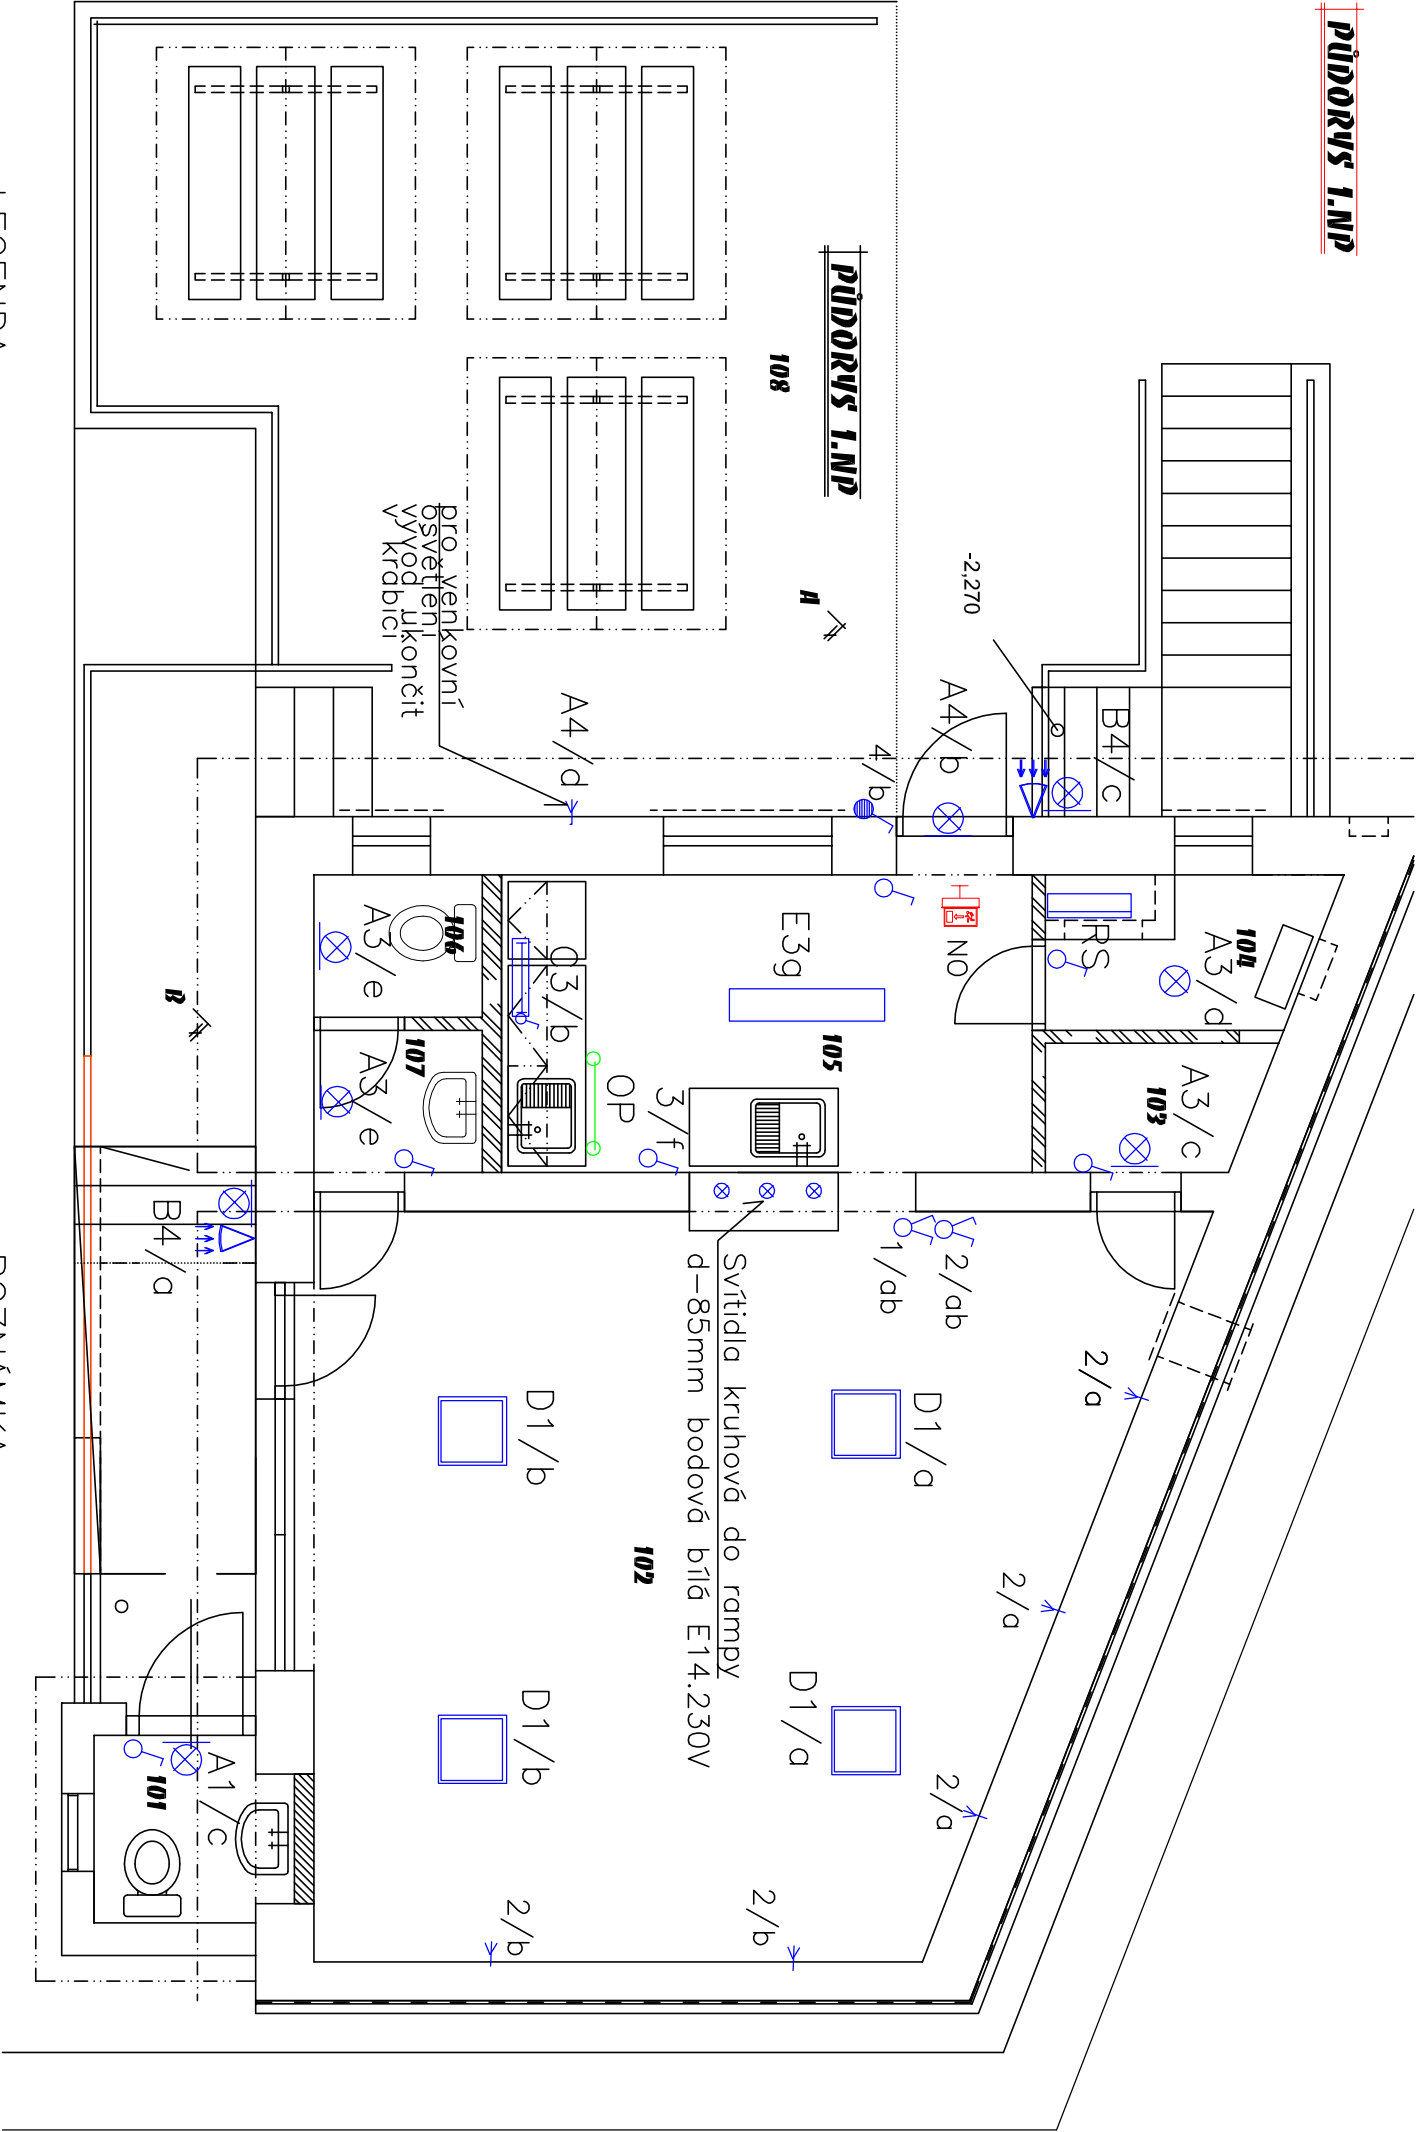 PŮDORYS 1.NP
PŮDORYS 1.NP
108
-2,270
A
pro venkovní
osvětlení
vývod ukončit
v krabici
A4/d
A4/b
4/b
B4/c
NO
RS
104
A3/d
103
A3/c
E3g
105
OP
3/f
106
A3/e
107
A3/e
B
B4/a
1/ab
2/ab
Svítidla kruhová do rampy
d-85mm bodová bílá E14.230V
D1/b
D1/a
102
D1/b
D1/a
2/a
2/a
2/a
2/b
2/b
A1/c
101